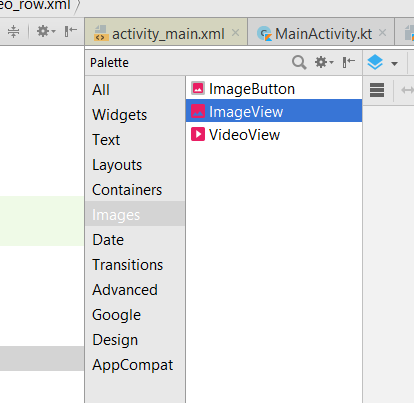 eo_row.xml
activity_main.xml
MainActivity.kt
Palette
All
Widgets
Text
Layouts
Containers
Images
Date
Transitions
Advanced
Google
Design
AppCompat
ImageButton
ImageView
VideoView